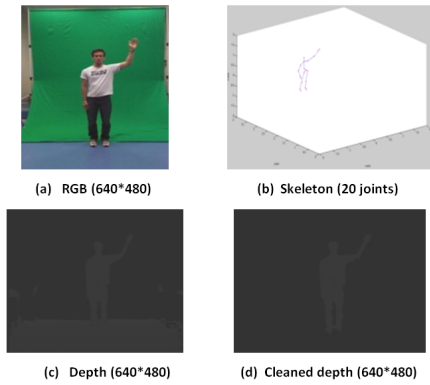 (a) RGB (640*480)
(b) Skeleton (20 joints)
(c) Depth (640*480)
(d) Cleaned depth (640*480)